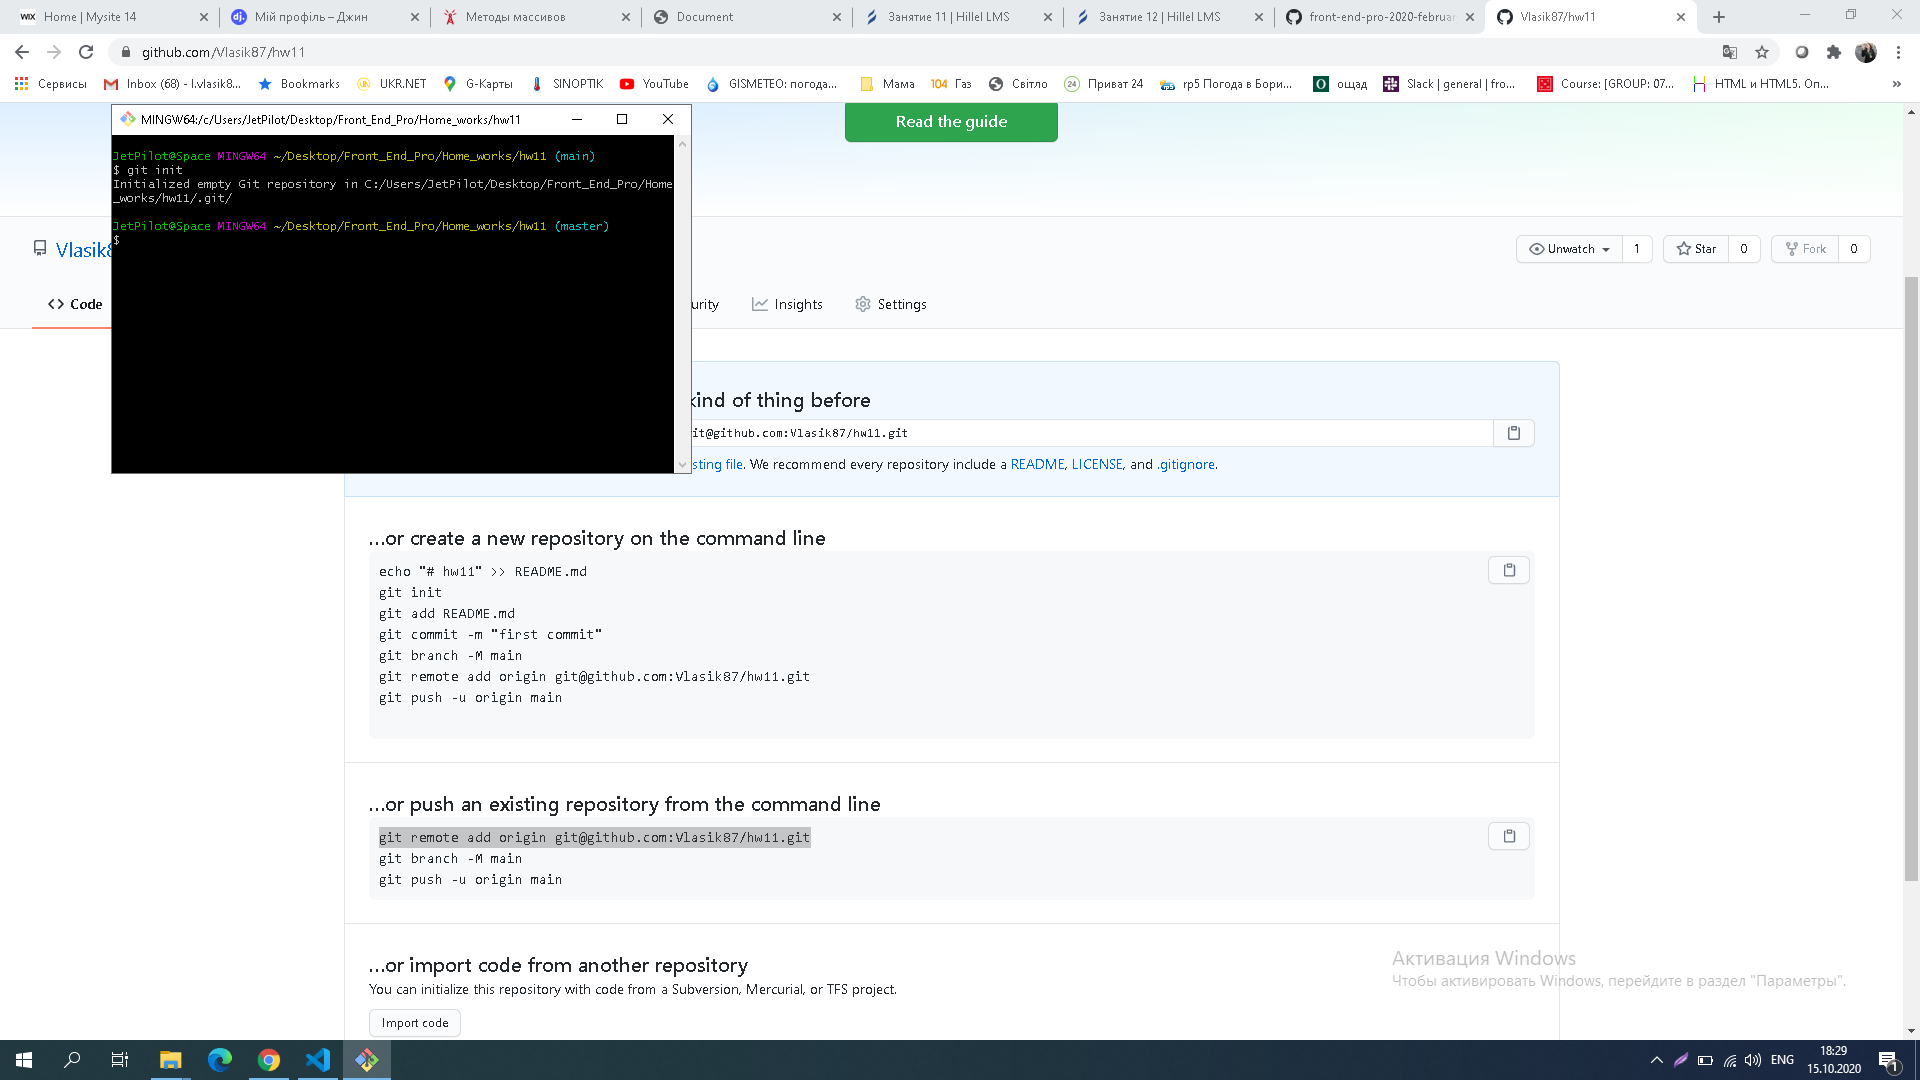 Home | Mysite 14
Мій профіль – Джин
Методы массивов
Document
Занятие 11 | Hillel LMS
Занятие 12 | Hillel LMS
front-end-pro-2020-februar
Vlasik87/hw11
github.com/Vlasik87/hw11
Сервисы
Inbox (68) - l.vlasik8...
Bookmarks
UKR.NET
G-Карты
SINOPTIK
YouTube
GISMETEO: погода...
Мама
104 Газ
Світло
24 Приват 24
rp5 Погода в Бори...
ощад
Slack | general | fro...
Course: [GROUP: 07...
HTML и HTML5. Оп...
»
MINGW64:/c/Users/JetPilot/Desktop/Front_End_Pro/Home_works/hw11
JetPilot@Space MINGW64 ~/Desktop/Front_End_Pro/Home_works/hw11 (main)
$ git init
Initialized empty Git repository in C:/Users/JetPilot/Desktop/Front_End_Pro/Home
_works/hw11/.git/
JetPilot@Space MINGW64 ~/Desktop/Front_End_Pro/Home_works/hw11 (master)
$
Read the guide
Vlasik8
Unwatch 1
Star 0
Fork 0
Code
urity
Insights
Settings
kind of thing before
it@github.com:Vlasik87/hw11.git
sting file. We recommend every repository include a README, LICENSE, and .gitignore.
…or create a new repository on the command line
echo "# hw11" >> README.md
git init
git add README.md
git commit -m "first commit"
git branch -M main
git remote add origin git@github.com:Vlasik87/hw11.git
git push -u origin main
…or push an existing repository from the command line
git remote add origin git@github.com:Vlasik87/hw11.git
git branch -M main
git push -u origin main
…or import code from another repository
You can initialize this repository with code from a Subversion, Mercurial, or TFS project.
Import code
Активация Windows
Чтобы активировать Windows, перейдите в раздел "Параметры".
ENG
18:29
15.10.2020
1